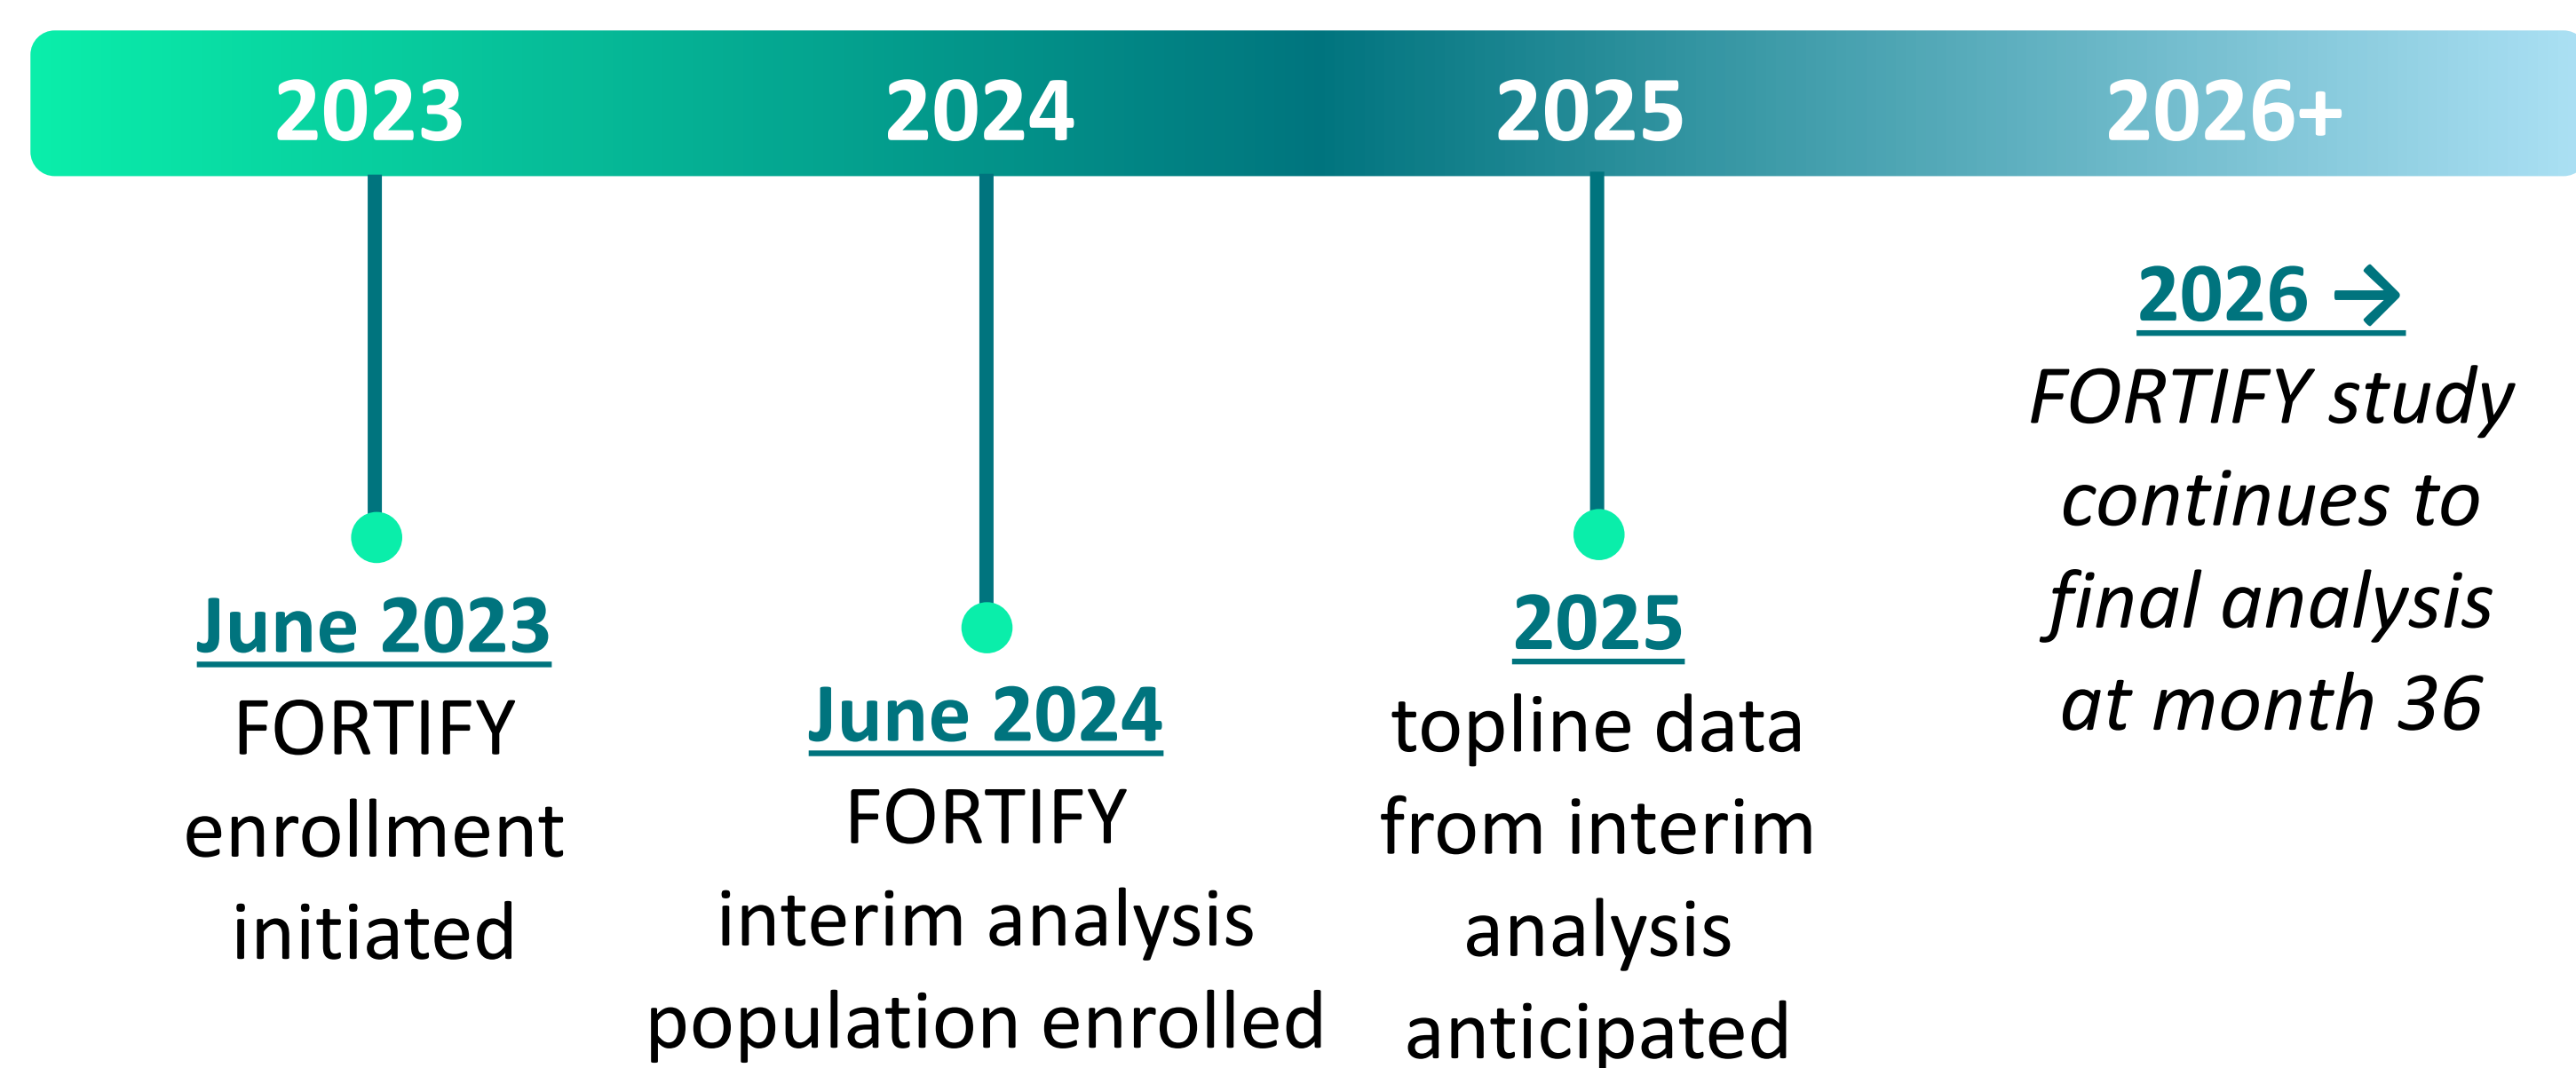 2023
2024
2025
2026+
June 2023
FORTIFY
enrollment
initiated
June 2024
FORTIFY
interim analysis
population enrolled
2025
topline data
from interim
analysis
anticipated
2026 →
FORTIFY study
continues to
final analysis
at month 36